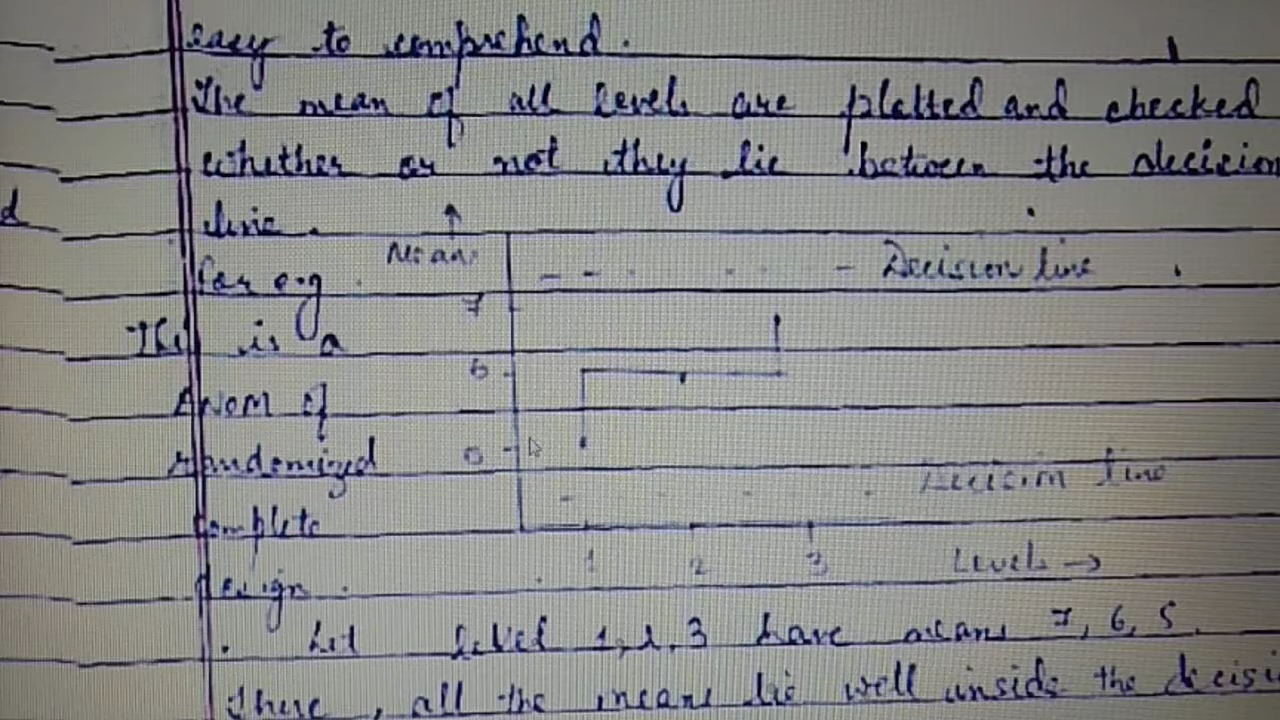 easy to comprehend.
The mean of all levels are plotted and checked
whether or not they lie between the decision
d
line.
Mean
for e.g
Decision line
7
This is a
6
ANOM of
Randomized
5
Decision line
Complete
1 2 3 Levels →
design.
. Let level 1, 2, 3 have means 7, 6, 5.
there, all the means lie well inside the decisi